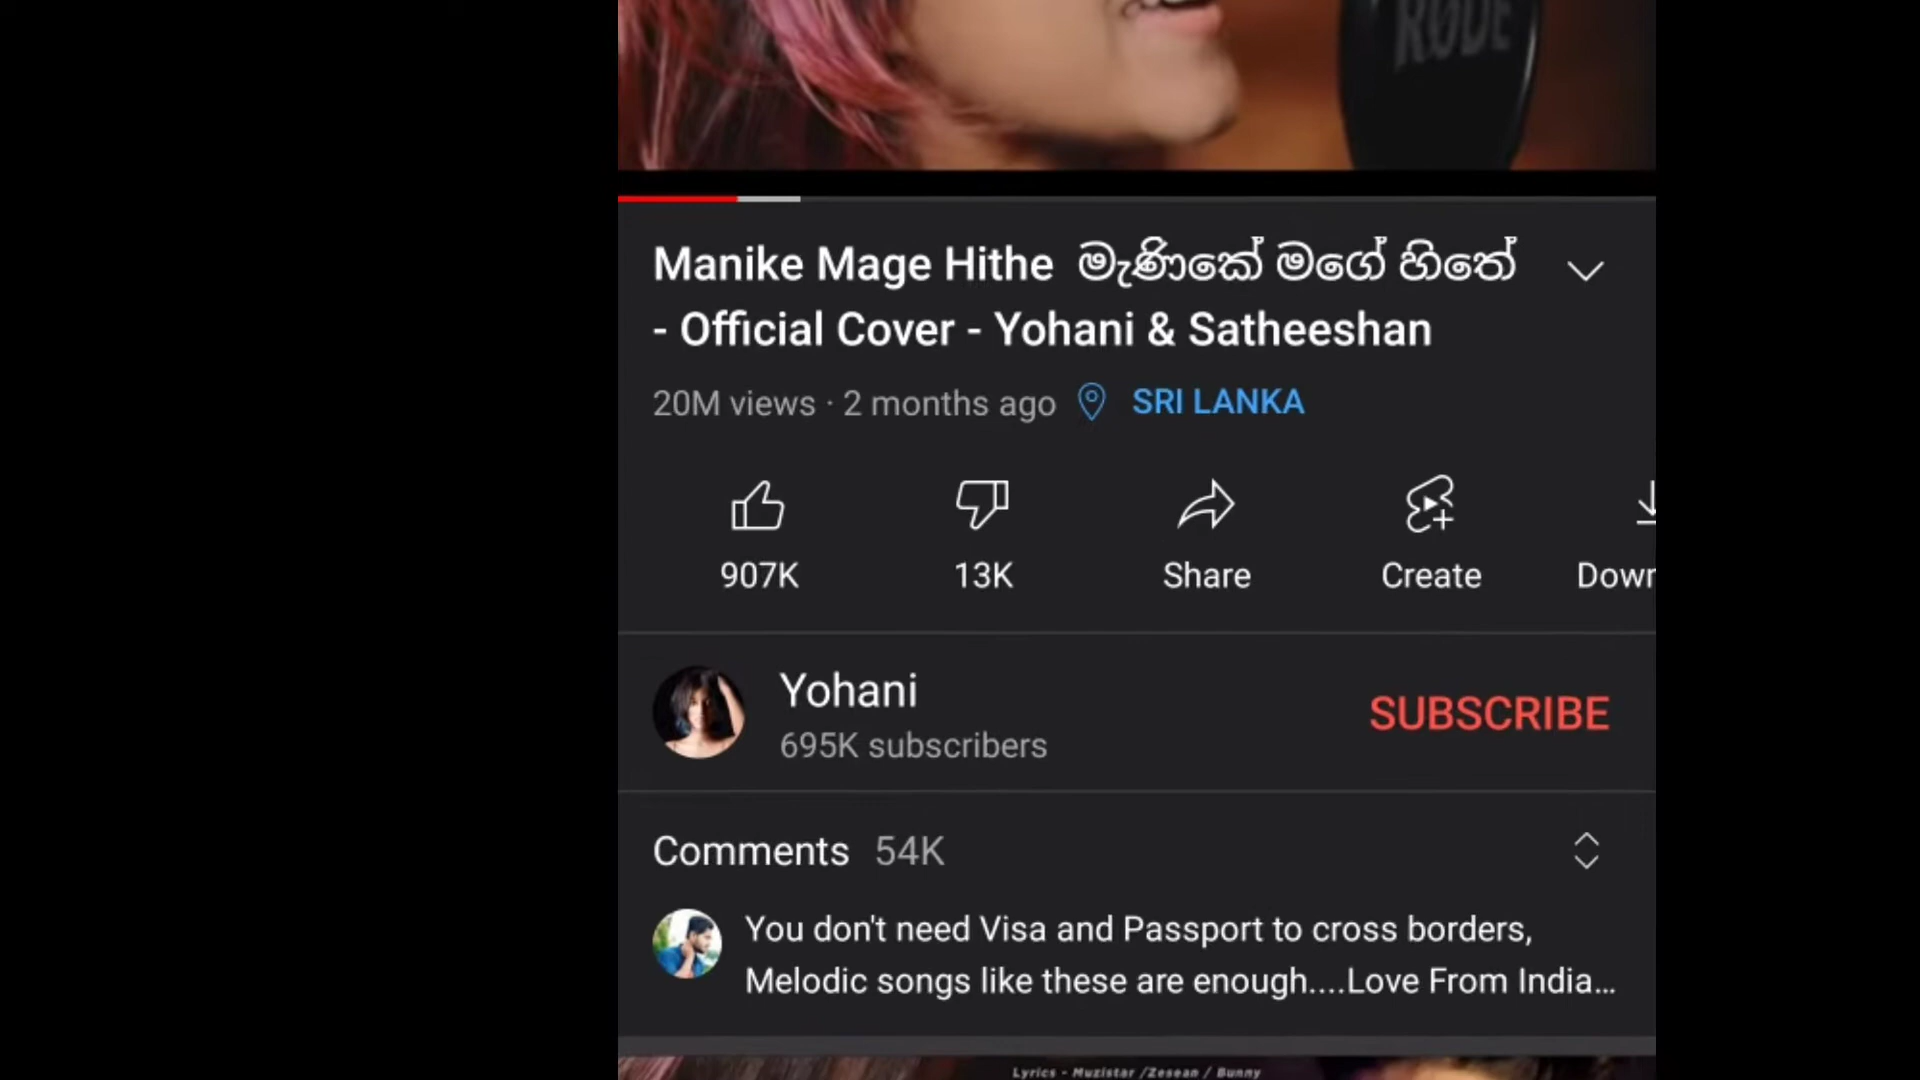 RØDE
Manike Mage Hithe මැණිකේ මගේ හිතේ
- Official Cover - Yohani & Satheeshan
20M views · 2 months ago SRI LANKA
907K 13K Share Create Down
Yohani
695K subscribers
SUBSCRIBE
Comments 54K
You don't need Visa and Passport to cross borders,
Melodic songs like these are enough....Love From India...
Lyrics - Muzistar /Zesean / Bunny